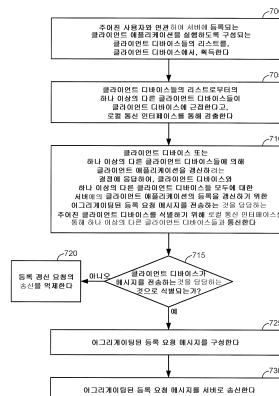 700
주어진 사용자와 연관하여 서버에 등록되는
클라이언트 애플리케이션을 실행하도록 구성되는
클라이언트 디바이스들의 리스트를,
클라이언트 디바이스에서, 획득한다
705
클라이언트 디바이스들의 리스트로부터의
하나 이상의 다른 클라이언트 디바이스들이
클라이언트 디바이스에 근접한다고,
로컬 통신 인터페이스를 통해 검출한다
710
클라이언트 디바이스 또는
하나 이상의 다른 클라이언트 디바이스들에 의해
클라이언트 애플리케이션을 갱신하려는
결정에 응답하여, 클라이언트 디바이스와
하나 이상의 다른 클라이언트 디바이스들 모두에 대한
서버에의 클라이언트 애플리케이션의 등록을 갱신하기 위한
어그리게이팅된 등록 요청 메시지를 전송하는 것을 담당하는
주어진 클라이언트 디바이스를 식별하기 위해 로컬 통신 인터페이스를
통해 하나 이상의 다른 클라이언트 디바이스들과 통신한다
715
클라이언트 디바이스가
메시지를 전송하는 것을 담당하는
것으로 식별되는가?
720
아니오
등록 갱신 요청의
송신을 억제한다
예
725
어그리게이팅된 등록 요청 메시지를 구성한다
730
어그리게이팅된 등록 요청 메시지를 서버로 송신한다